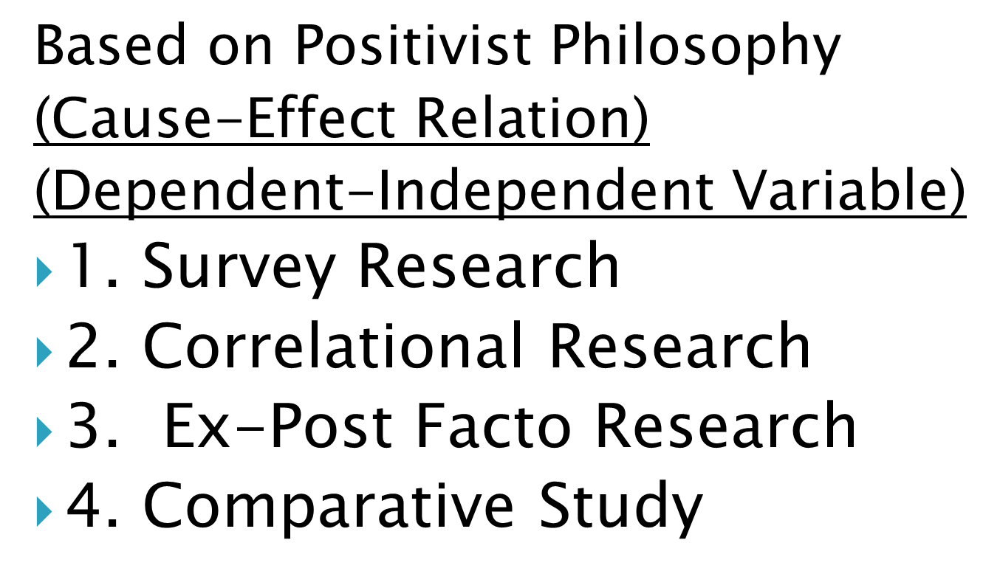 Based on Positivist Philosophy
(Cause-Effect Relation)
(Dependent-Independent Variable)
1. Survey Research
2. Correlational Research
3. Ex-Post Facto Research
4. Comparative Study